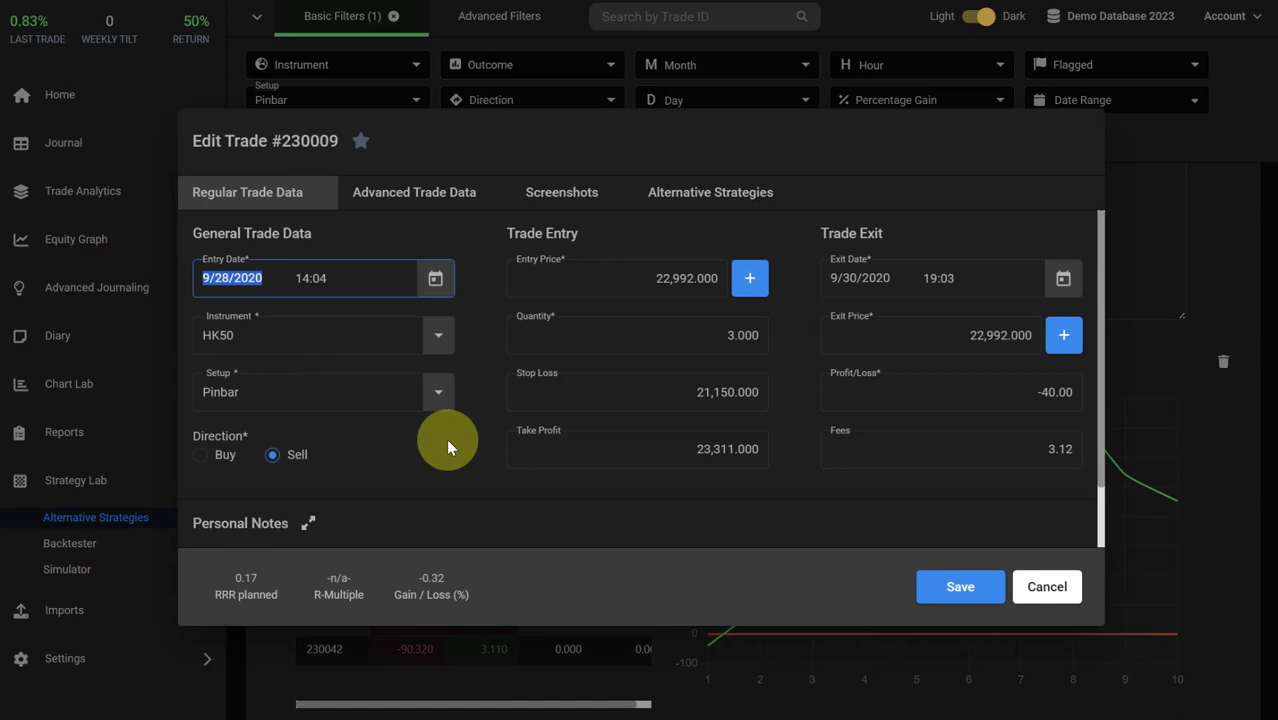 0.83%
LAST TRADE
0
WEEKLY TILT
50%
RETURN
Basic Filters (1)
Advanced Filters
Search by Trade ID
Light
Dark
Demo Database 2023
Account
Instrument
Outcome
M Month
H Hour
Flagged
Setup
Pinbar
Direction
D Day
Percentage Gain
Date Range
Home
Journal
Trade Analytics
Equity Graph
Advanced Journaling
Diary
Chart Lab
Reports
Strategy Lab
Alternative Strategies
Backtester
Simulator
Imports
Settings
Edit Trade #230009
Regular Trade Data
Advanced Trade Data
Screenshots
Alternative Strategies
General Trade Data
Entry Date*
9/28/2020 14:04
Instrument *
HK50
Setup *
Pinbar
Direction*
Buy
Sell
Trade Entry
Entry Price*
22,992.000
+
Quantity*
3.000
Stop Loss
21,150.000
Take Profit
23,311.000
Trade Exit
Exit Date*
9/30/2020 19:03
Exit Price*
22,992.000
+
Profit/Loss*
-40.00
Fees
3.12
Personal Notes
0.17
RRR planned
-n/a-
R-Multiple
-0.32
Gain / Loss (%)
Save
Cancel
230042 -90.320 3.110 0.000
0
-100
1 2 3 4 5 6 7 8 9 10